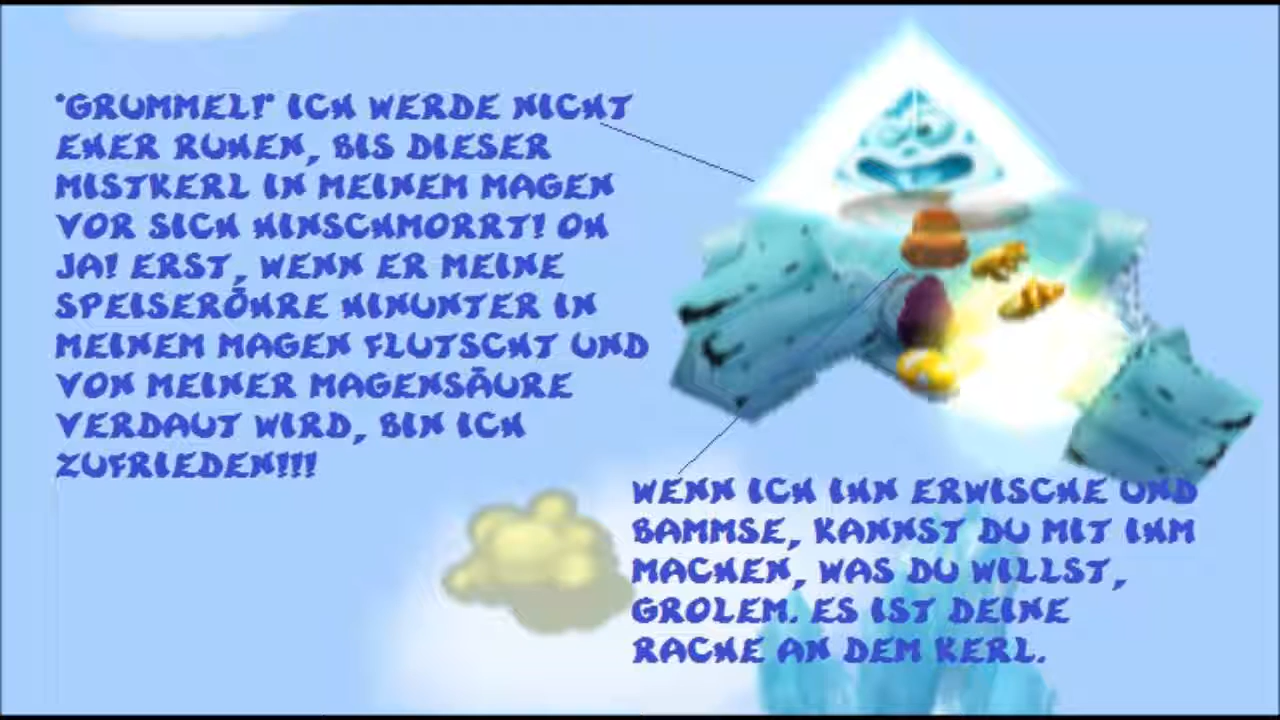 "GRUMMEL!" ICH WERDE NICHT
EHER RUHEN, BIS DIESER
MISTKERL IN MEINEM MAGEN
VOR SICH HINSCHMORRT! OH
JA! ERST, WENN ER MEINE
SPEISERÖHRE HINUNTER IN
MEINEM MAGEN FLUTSCHT UND
VON MEINER MAGENSÄURE
VERDAUT WIRD, BIN ICH
ZUFRIEDEN!!!
WENN ICH IHN ERWISCHE UND
BAMMSE, KANNST DU MIT IHM
MACHEN, WAS DU WILLST,
GROLEM. ES IST DEINE
RACHE AN DEM KERL.